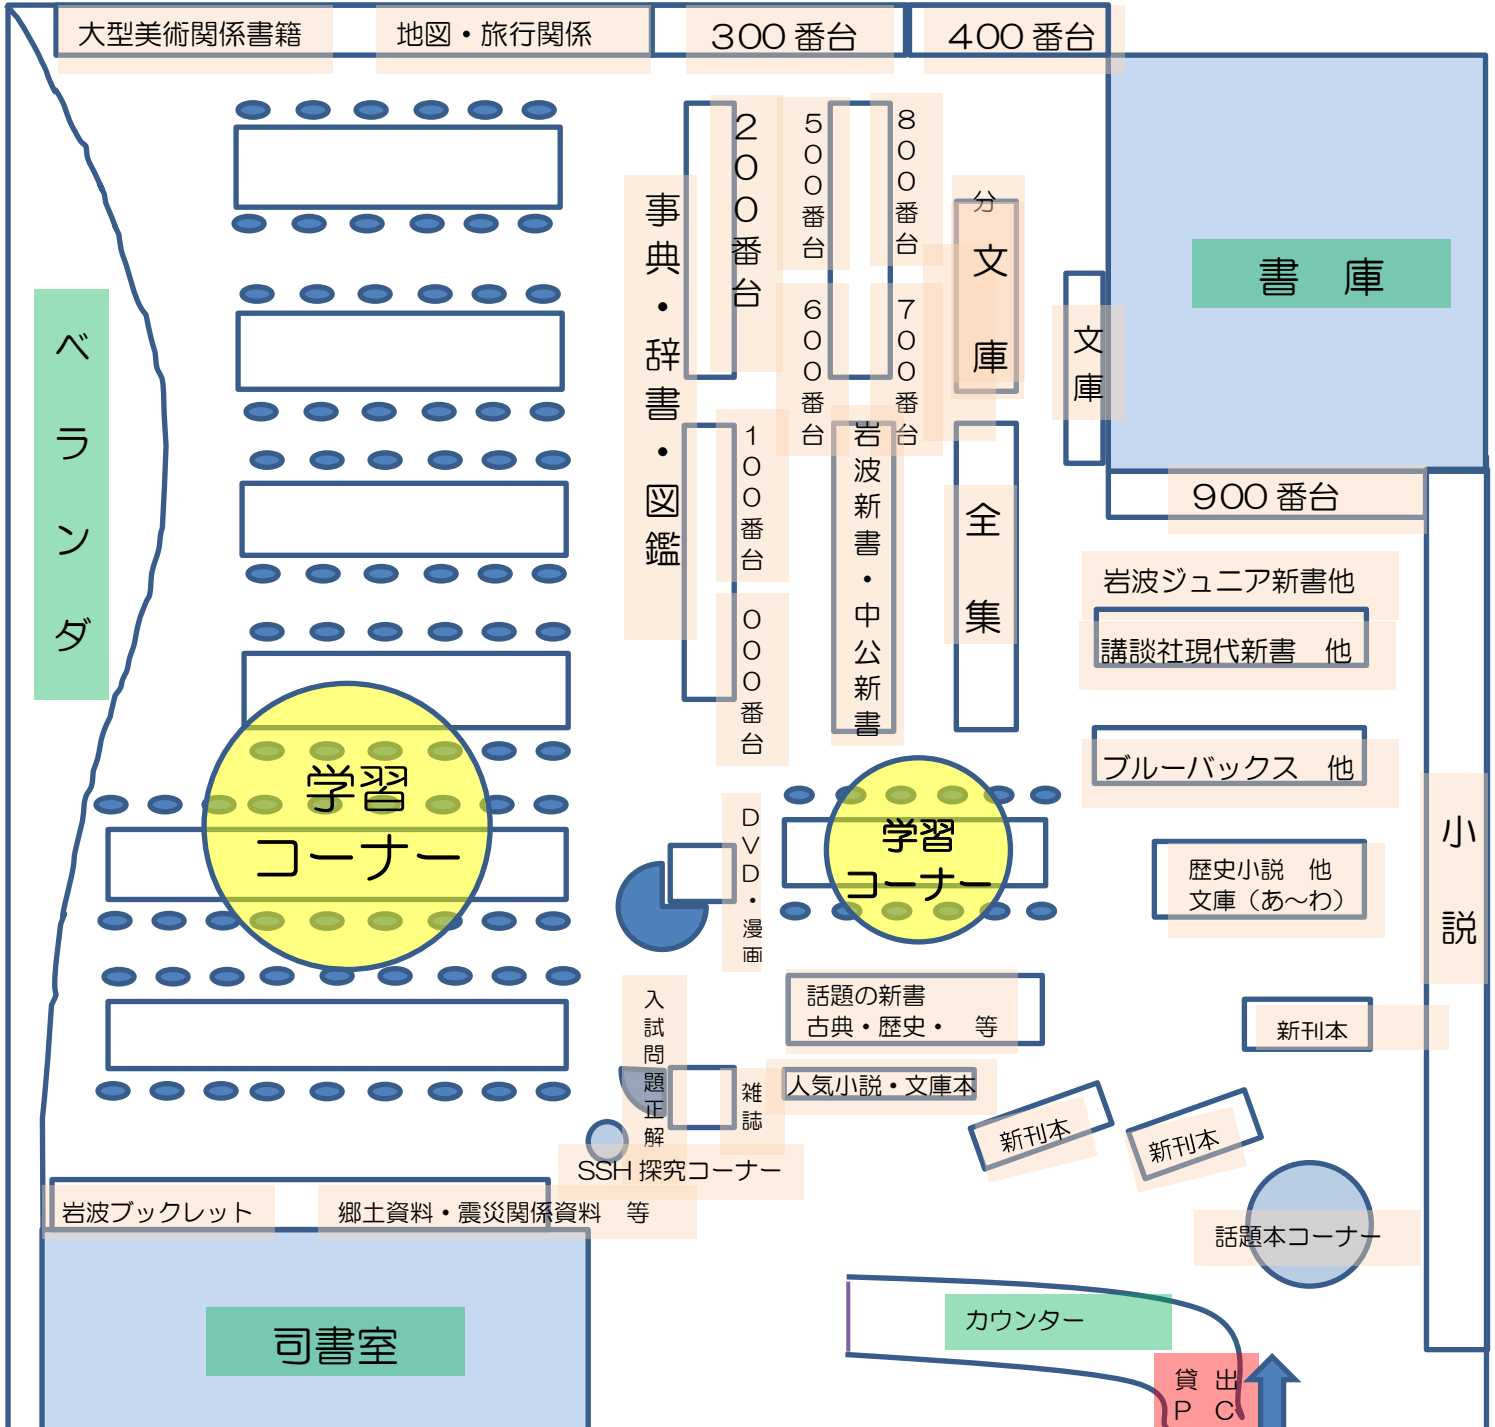 大型美術関係書籍
地図・旅行関係
300番台
400番台
200番台
500番台
800番台
分
文庫
事典・辞書・図鑑
600番台
700番台
文庫
書 庫
ベランダ
100番台
岩波新書・中公新書
全集
900番台
岩波ジュニア新書他
講談社現代新書 他
000番台
ブルーバックス 他
学習
コーナー
DVD・漫画
学習
コーナー
小説
歴史小説 他
文庫（あ～わ）
入試問題正解
話題の新書
古典・歴史・ 等
新刊本
雑誌
人気小説・文庫本
新刊本
新刊本
SSH 探究コーナー
岩波ブックレット
郷土資料・震災関係資料 等
話題本コーナー
司書室
カウンター
貸 出
P C